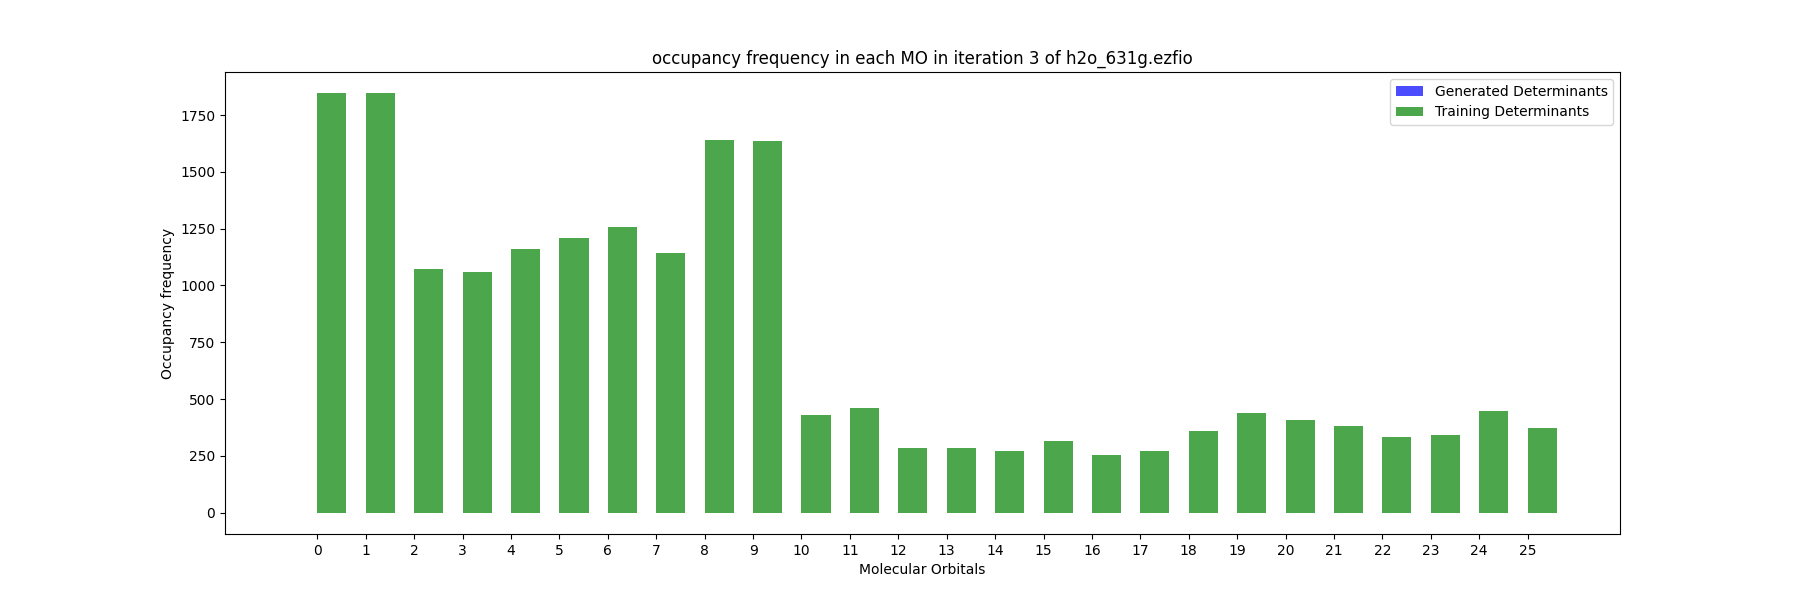 occupancy frequency in each MO in iteration 3 of h2o_631g.ezfio
Generated Determinants
Training Determinants
Occupancy frequency
1750
1500
1250
1000
750
500
250
0
0 1 2 3 4 5 6 7 8 9 10 11 12 13 14 15 16 17 18 19 20 21 22 23 24 25
Molecular Orbitals